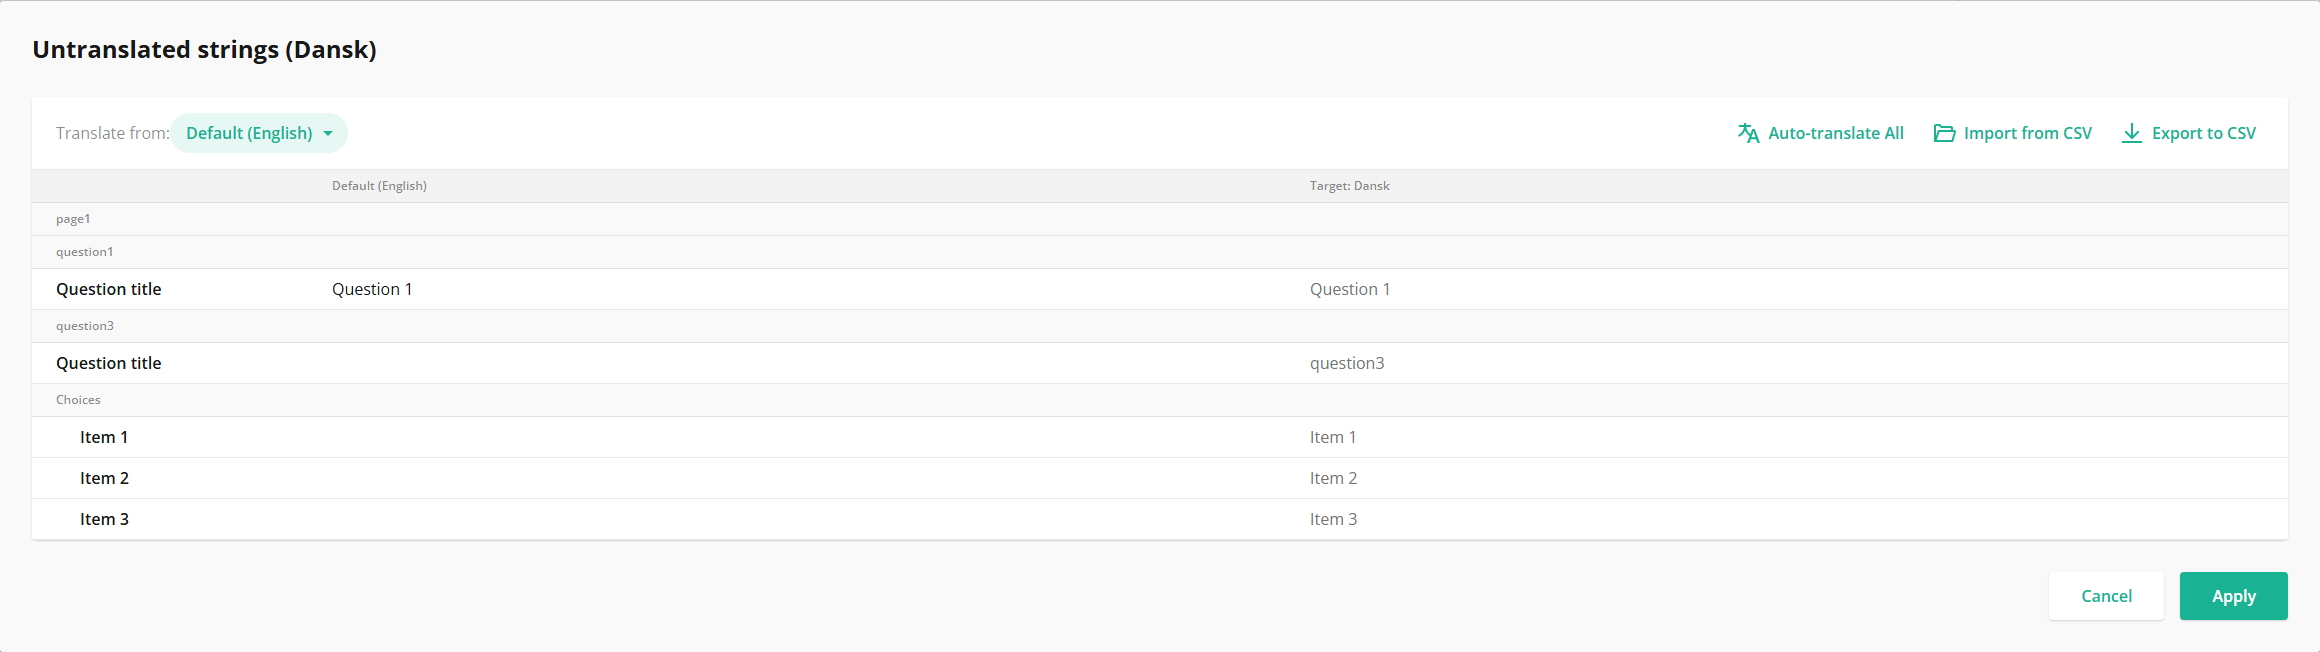 Untranslated strings (Dansk)
Translate from: Default (English) Auto-translate All Import from CSV Export to CSV
Default (English) Target: Dansk
page1
question1
Question title Question 1 Question 1
question3
Question title question3
Choices
Item 1 Item 1
Item 2 Item 2
Item 3 Item 3
Cancel Apply